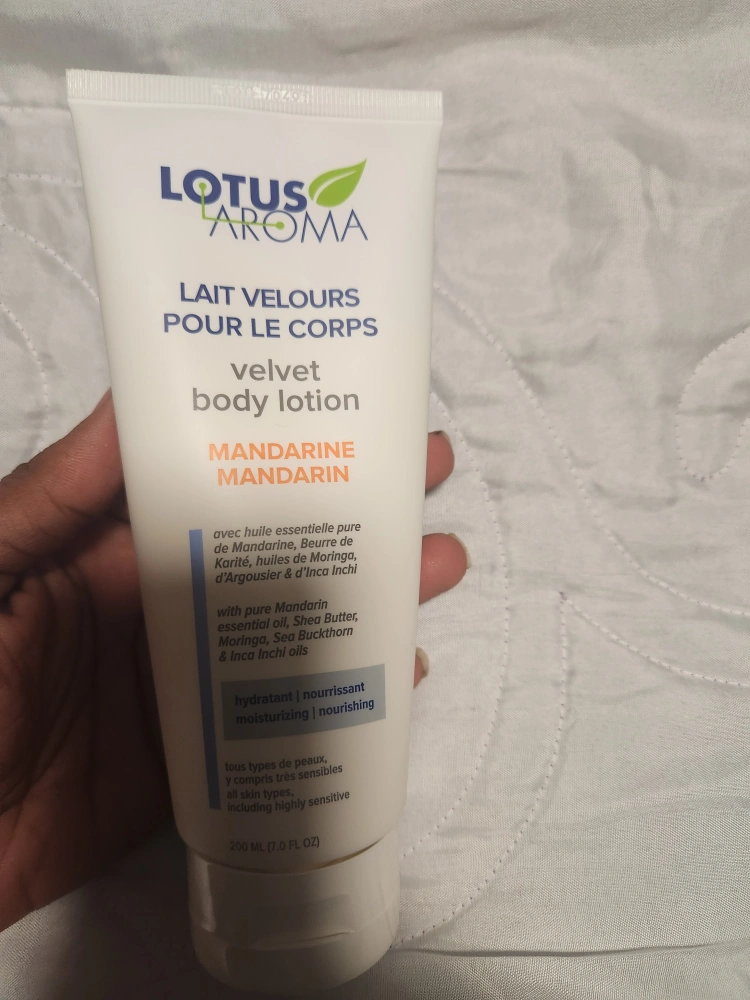 LOTUS
AROMA
LAIT VELOURS
POUR LE CORPS
velvet
body lotion
MANDARINE
MANDARIN
avec huile essentielle pure
de Mandarine, Beurre de
Karité, huiles de Moringa,
d'Argousier & d'Inca Inchi
with pure Mandarin
essential oil, Shea Butter,
Moringa, Sea Buckthorn
& Inca Inchi oils
hydratant | nourrissant
moisturizing | nourishing
tous types de peaux,
y compris très sensibles
all skin types,
including highly sensitive
200 ML (7.0 FL OZ)